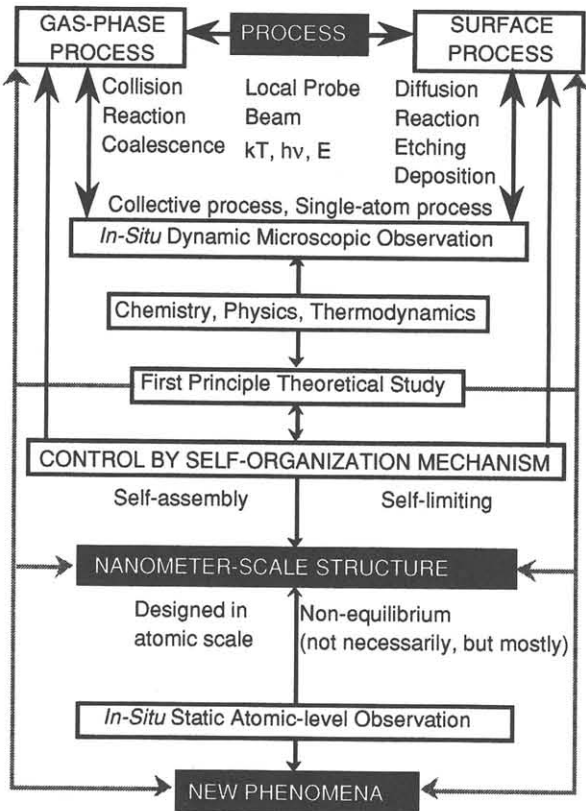 GAS-PHASE
PROCESS
PROCESS
SURFACE
PROCESS
Collision
Reaction
Coalescence
Local Probe
Beam
kT, hν, E
Diffusion
Reaction
Etching
Deposition
Collective process, Single-atom process
In-Situ Dynamic Microscopic Observation
Chemistry, Physics, Thermodynamics
First Principle Theoretical Study
CONTROL BY SELF-ORGANIZATION MECHANISM
Self-assembly
Self-limiting
NANOMETER-SCALE STRUCTURE
Designed in
atomic scale
Non-equilibrium
(not necessarily, but mostly)
In-Situ Static Atomic-level Observation
NEW PHENOMENA